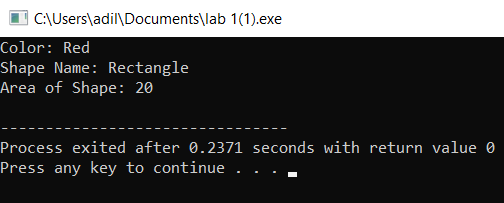 C:\Users\adil\Documents\lab 1(1).exe
Color: Red
Shape Name: Rectangle
Area of Shape: 20
--------------------------------
Process exited after 0.2371 seconds with return value 0
Press any key to continue . . .